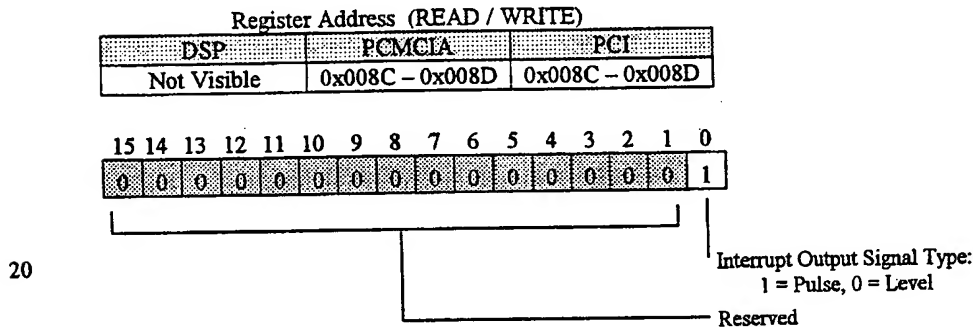 Register Address (READ / WRITE)
DSP PCMCIA PCI
Not Visible 0x008C – 0x008D 0x008C – 0x008D
15 14 13 12 11 10 9 8 7 6 5 4 3 2 1 0
0 0 0 0 0 0 0 0 0 0 0 0 0 0 0 1
20
Interrupt Output Signal Type:
1 = Pulse, 0 = Level
Reserved